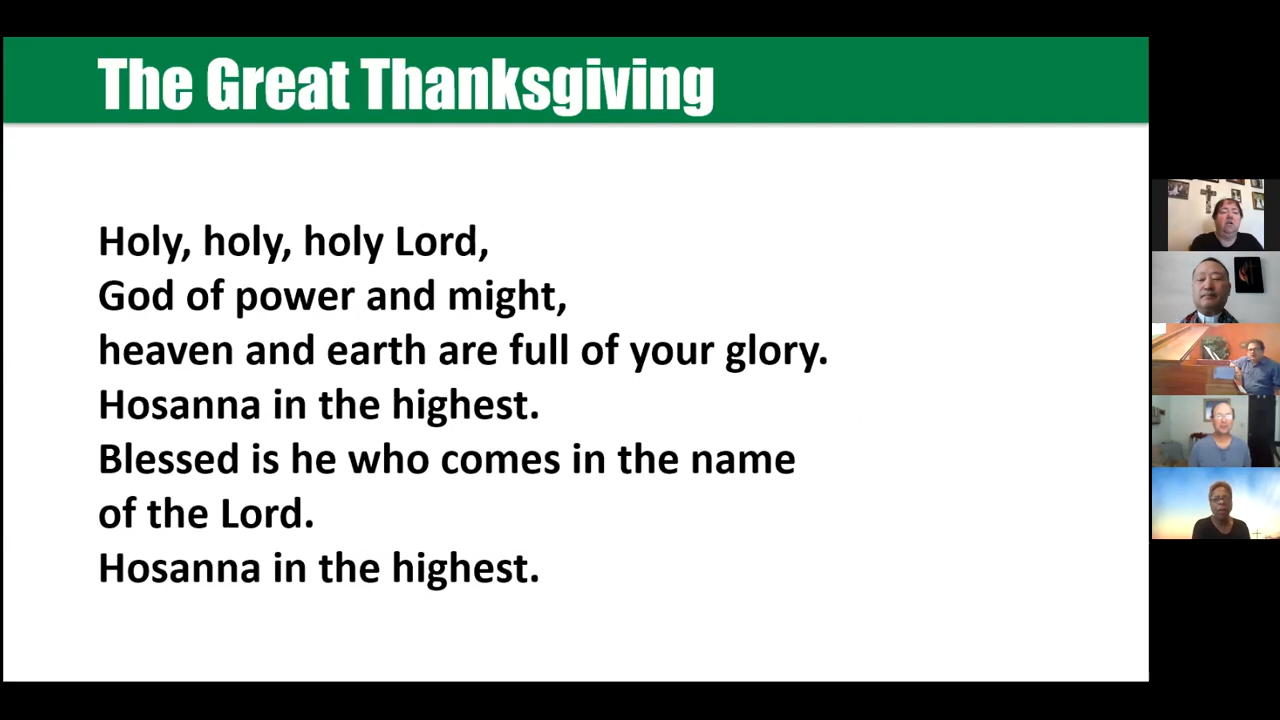 The Great Thanksgiving
Holy, holy, holy Lord,
God of power and might,
heaven and earth are full of your glory.
Hosanna in the highest.
Blessed is he who comes in the name
of the Lord.
Hosanna in the highest.